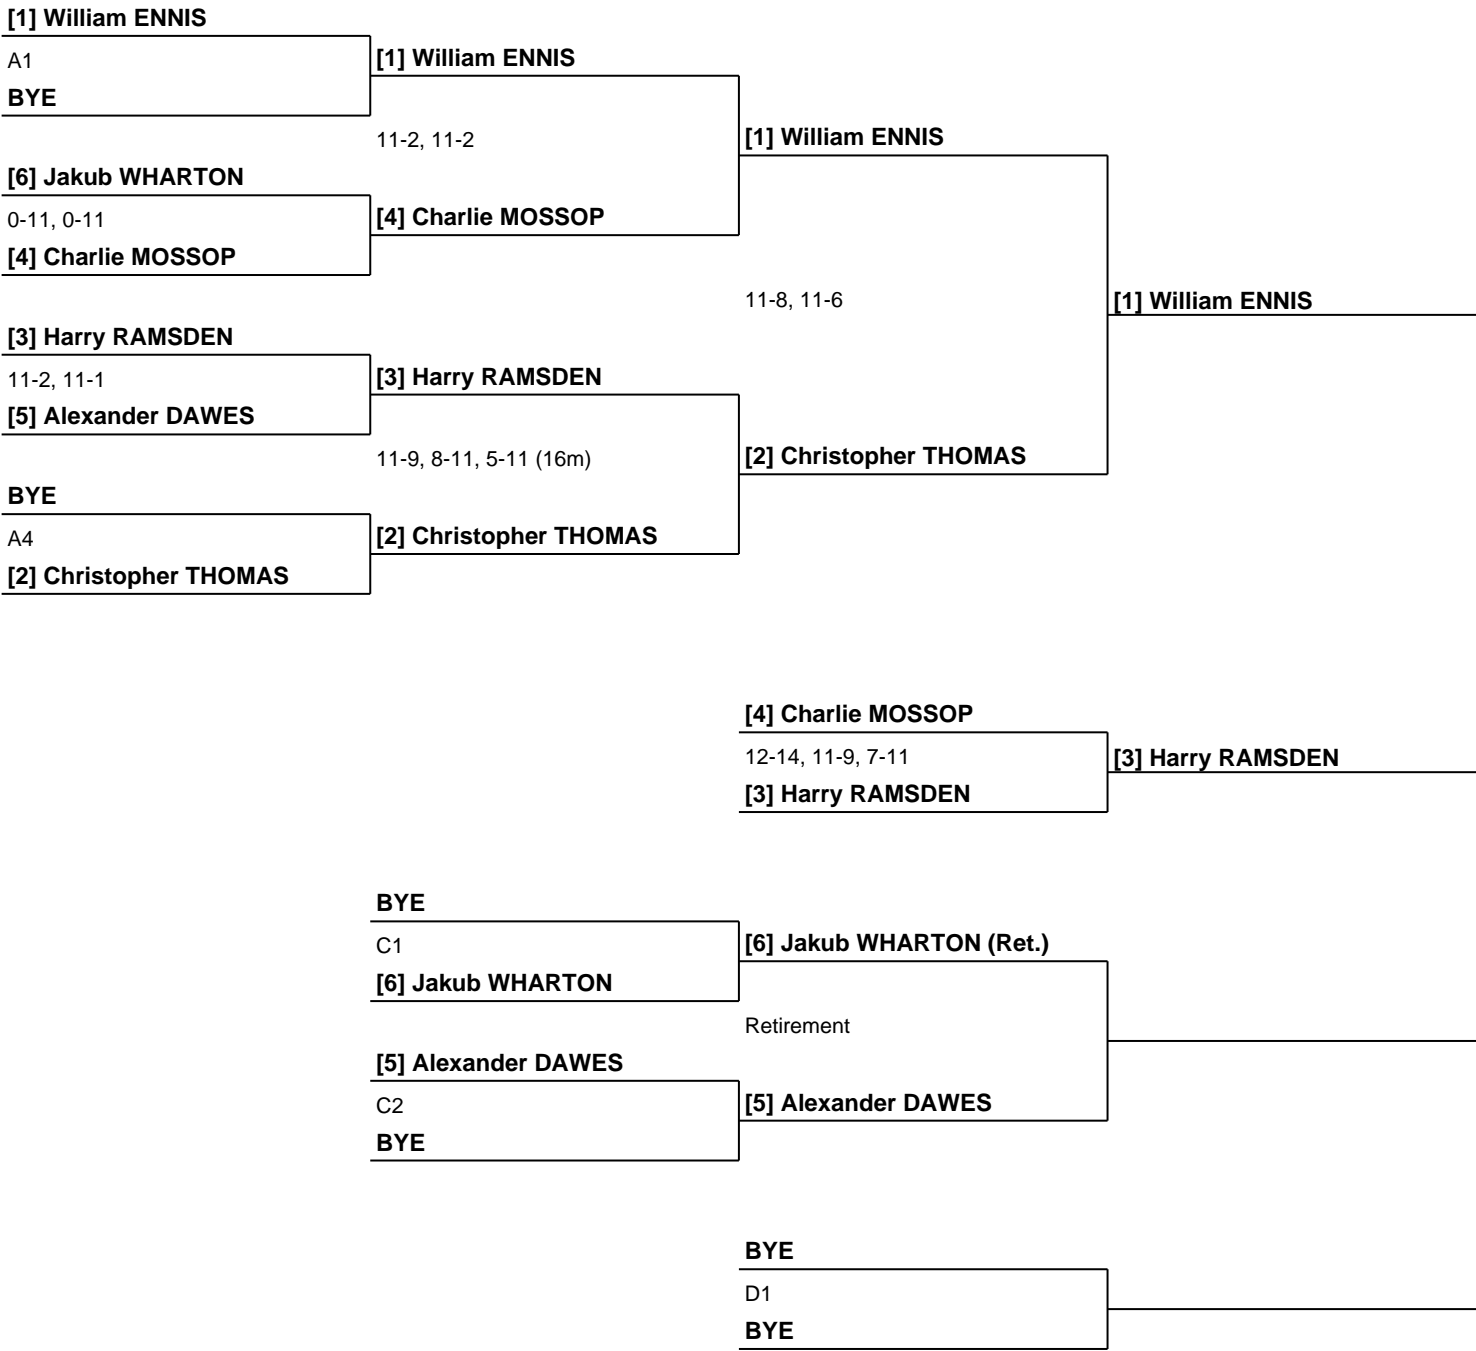 [1] William ENNIS
A1
BYE
[1] William ENNIS
11-2, 11-2
[1] William ENNIS
[6] Jakub WHARTON
0-11, 0-11
[4] Charlie MOSSOP
[4] Charlie MOSSOP
11-8, 11-6
[1] William ENNIS
[3] Harry RAMSDEN
11-2, 11-1
[5] Alexander DAWES
[3] Harry RAMSDEN
11-9, 8-11, 5-11 (16m)
[2] Christopher THOMAS
BYE
A4
[2] Christopher THOMAS
[2] Christopher THOMAS
[4] Charlie MOSSOP
12-14, 11-9, 7-11
[3] Harry RAMSDEN
[3] Harry RAMSDEN
BYE
C1
[6] Jakub WHARTON
[6] Jakub WHARTON (Ret.)
Retirement
[5] Alexander DAWES
C2
BYE
[5] Alexander DAWES
BYE
D1
BYE